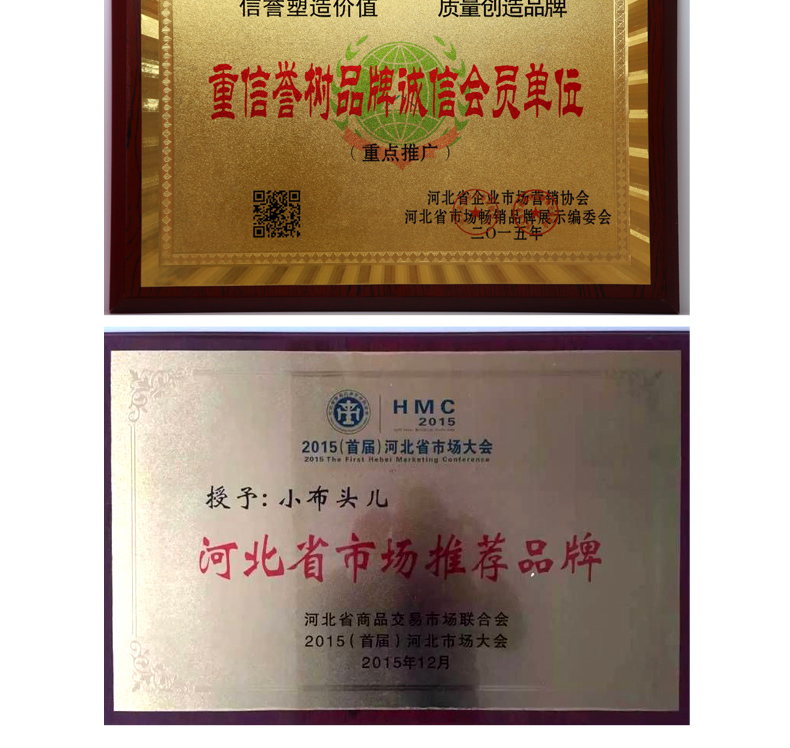 信誉塑造价值 质量创造品牌
重信誉树品牌诚信会员单位
（重点推广）
河北省企业市场营销协会
河北省市场畅销品牌展示编委会
二〇一五年
HMC
2015
2015(首届)河北省市场大会
2015 The First Hebei Marketing Conference
授予：小布头儿
河北省市场推荐品牌
河北省商品交易市场联合会
2015(首届)河北市场大会
2015年12月